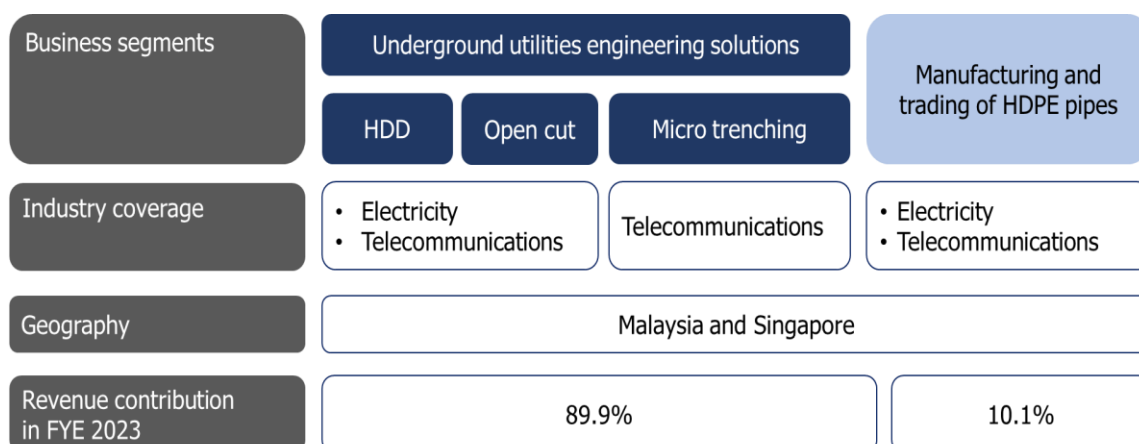 Business segments
Underground utilities engineering solutions
HDD
Open cut
Micro trenching
Manufacturing and
trading of HDPE pipes
Industry coverage
• Electricity
• Telecommunications
Telecommunications
• Electricity
• Telecommunications
Geography
Malaysia and Singapore
Revenue contribution
in FYE 2023
89.9%
10.1%